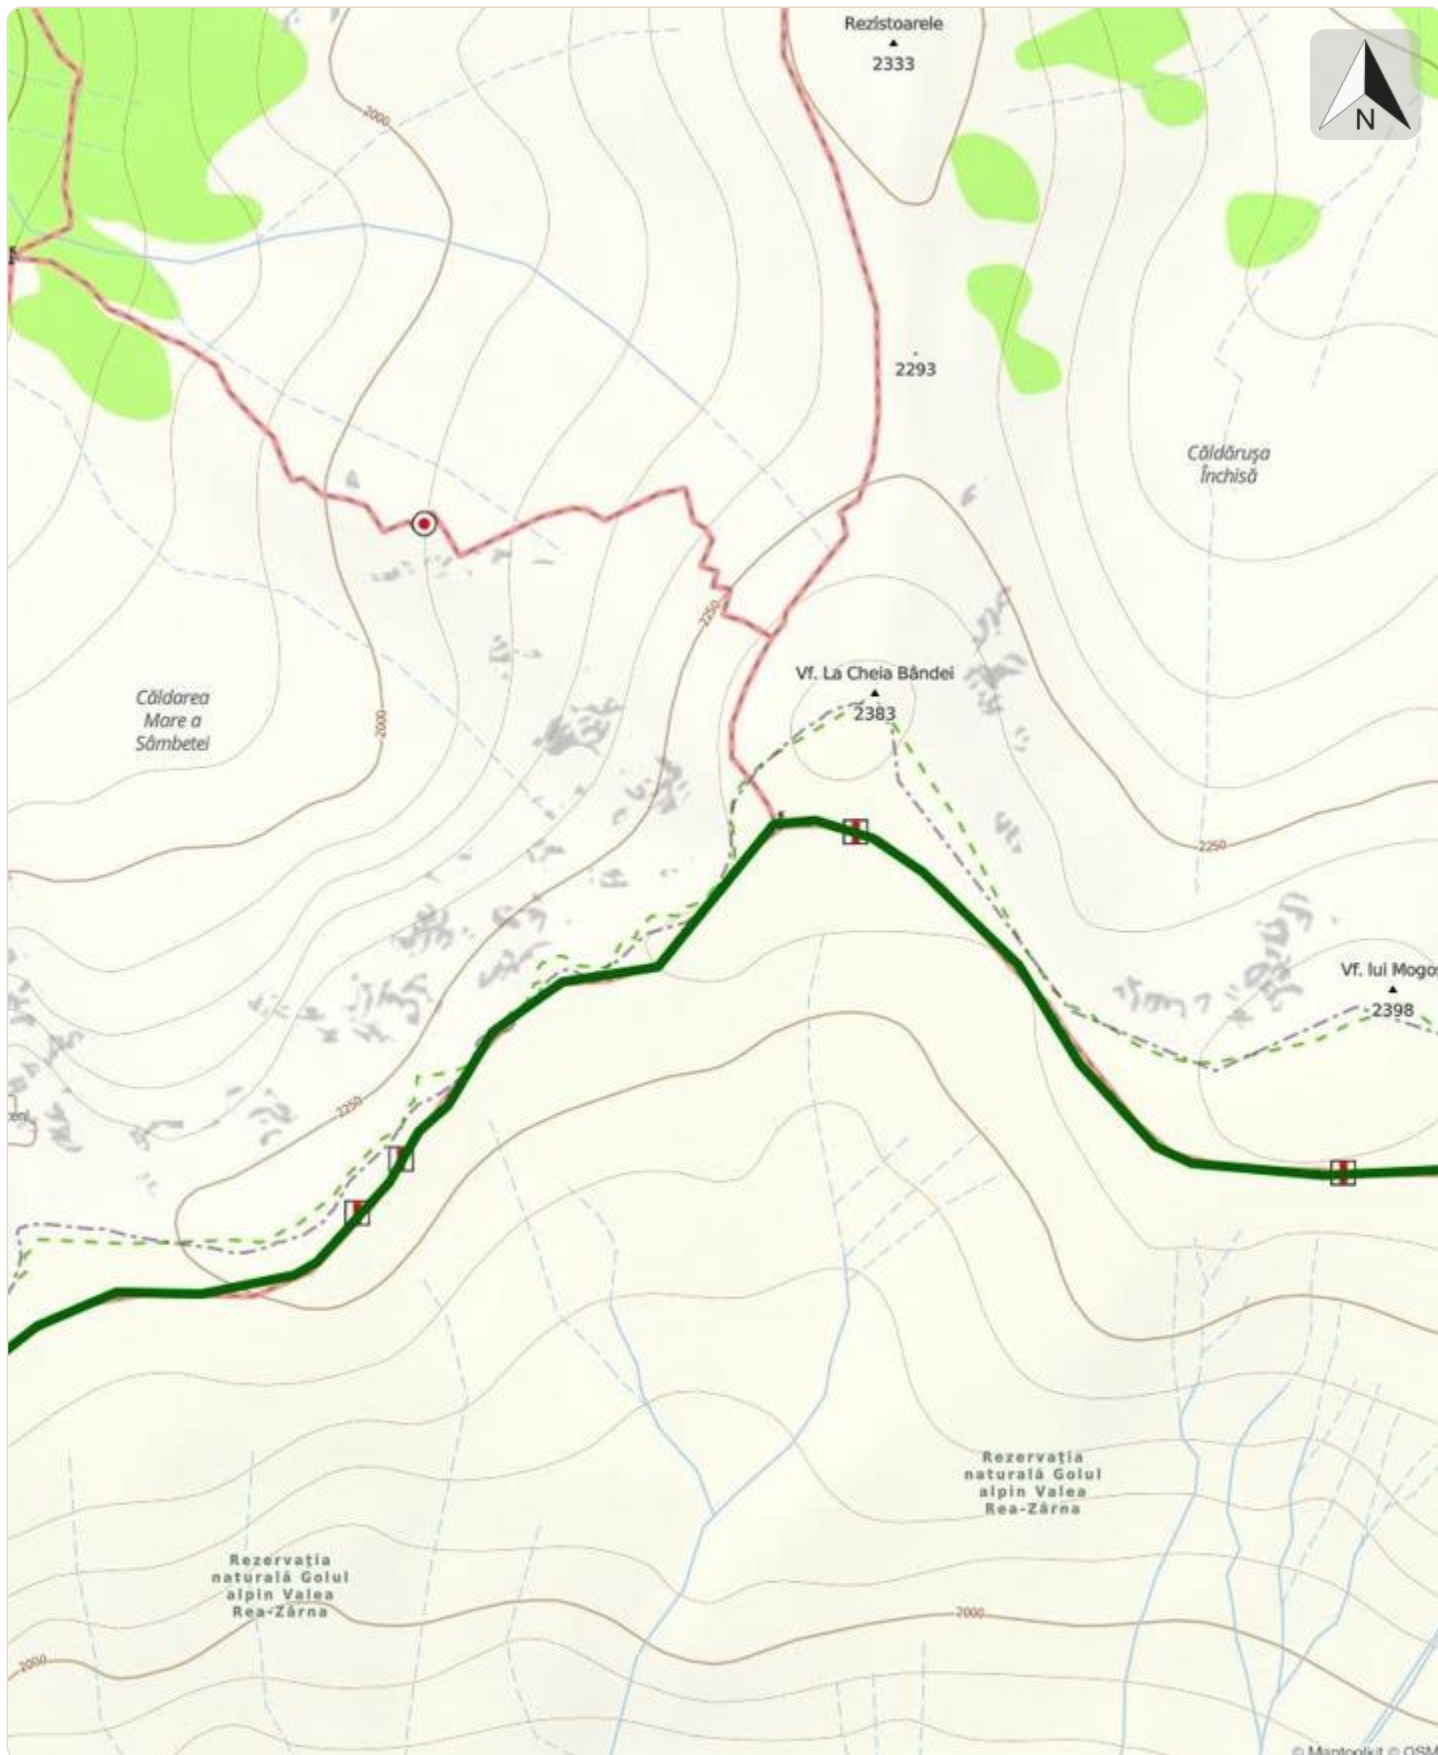 Rezistoarele
2333
N
2000
2293
Căldăruşa
Închisă
2250
Vf. La Cheia Bândei
2383
Căldarea
Mare a
Sâmbetei
2000
2250
Vf. lui Mogoș
2398
2250
Rezervația
naturală Golul
alpin Valea
Rea-Zârna
Rezervația
naturală Golul
alpin Valea
Rea-Zârna
2000
2000
© Maptoolkit © OSM